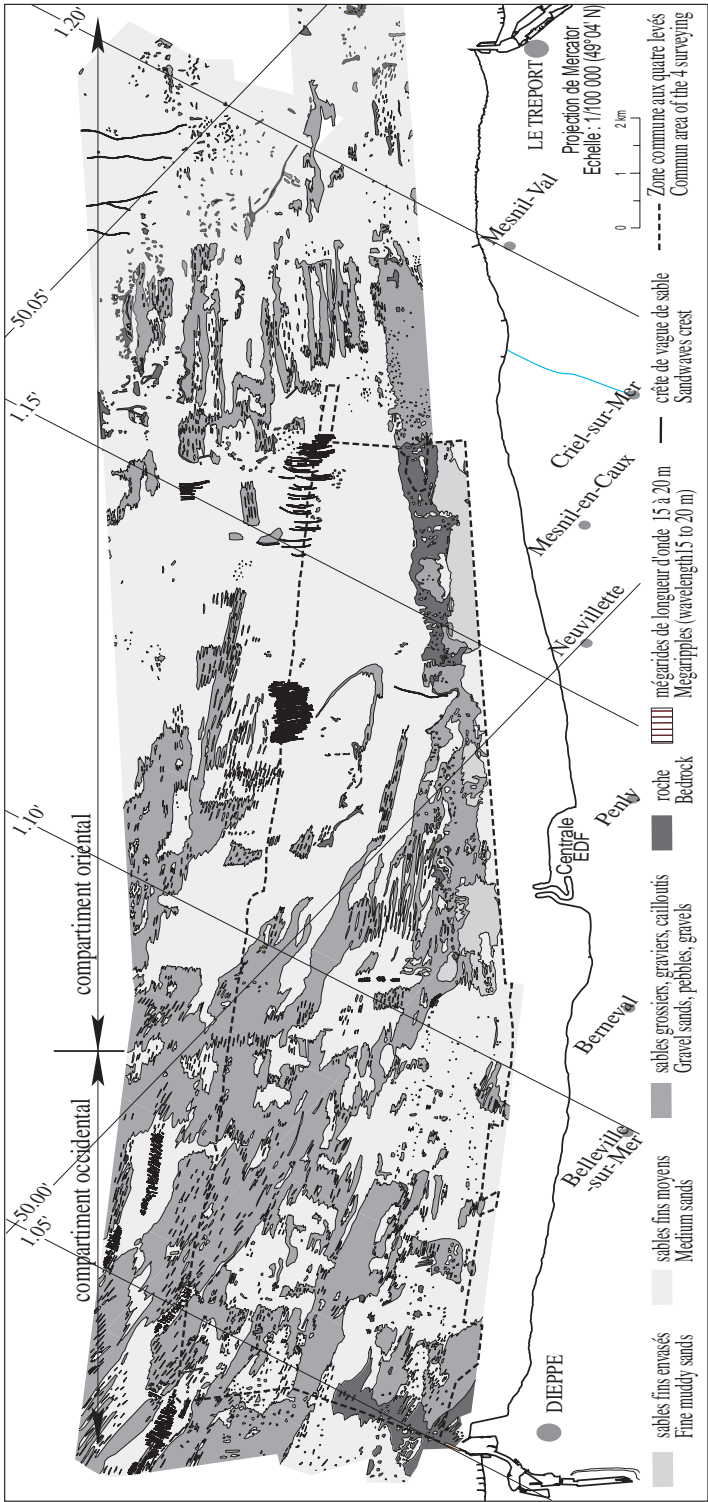 compartiment occidental
compartiment oriental
50.00'
1.05'
1.10'
1.15'
50.05'
1.20'
DIEPPE
Belleville
-sur-Mer
Berneval
Centrale
EDF
Penly
Neuvillette
Mesnil-en-Caux
Criel-sur-Mer
Mesnil-Val
LE TREPORT
Projection de Mercator
Echelle : 1/100 000 (49°04' N)
0 1 2 km
sables fins envasés
Fine muddy sands
sables fins moyens
Medium sands
sables grossiers, graviers, cailloutis
Gravel sands, pebbles, gravels
roche
Bedrock
mégarides de longueur d'onde 15 à 20 m
Megaripples (wavelength15 to 20 m)
crête de vague de sable
Sandwaves crest
Zone commune aux quatre levés
Commun area of the 4 surveying